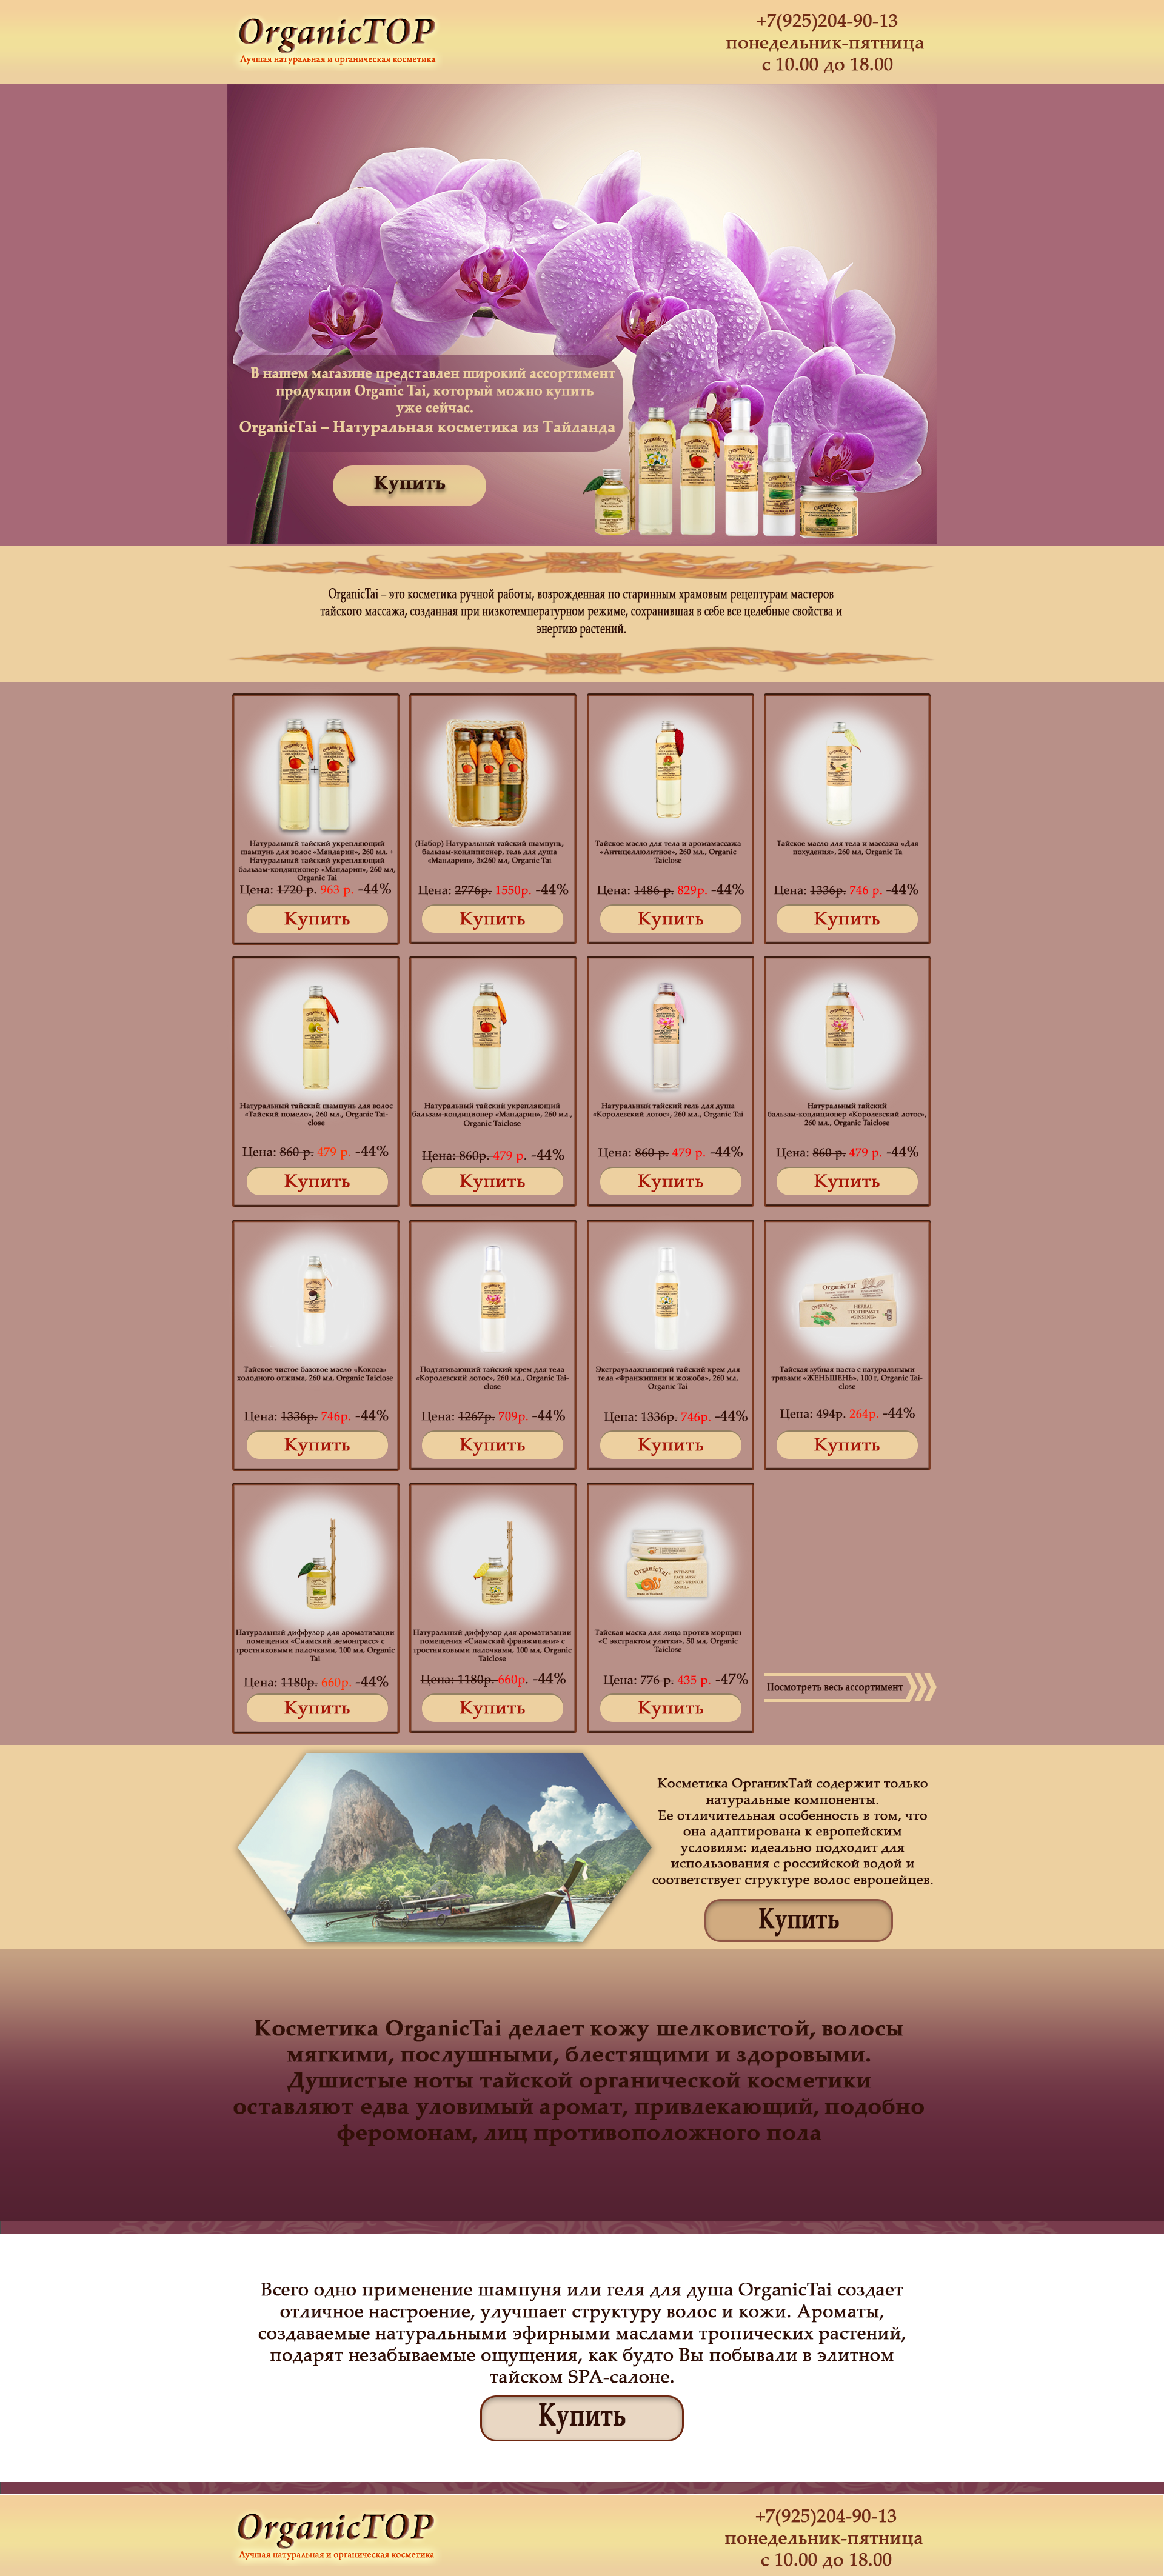 OrganicTOP
Лучшая натуральная и органическая косметика
+7(925)204-90-13
понедельник-пятница
с 10.00 до 18.00
В нашем магазине представлен широкий ассортимент
продукции Organic Tai, который можно купить
уже сейчас.
OrganicTai – Натуральная косметика из Тайланда
Купить
OrganicTai – это косметика ручной работы, возрожденная по старинным храмовым рецептурам мастеров
тайского массажа, созданная при низкотемпературном режиме, сохранившая в себе все целебные свойства и
энергию растений.
+
Натуральный тайский укрепляющий
шампунь для волос «Мандарин», 260 мл. +
Натуральный тайский укрепляющий
бальзам-кондиционер «Мандарин», 260 мл,
Organic Tai
Цена: 1720 р. 963 р. -44%
Купить
(Набор) Натуральный тайский шампунь,
бальзам-кондиционер, гель для душа
«Мандарин», 3х260 мл, Organic Tai
Цена: 2776р. 1550р. -44%
Купить
Тайское масло для тела и аромамассажа
«Антицеллюлитное», 260 мл., Organic
Taiclose
Цена: 1486 р. 829р. -44%
Купить
Тайское масло для тела и массажа «Для
похудения», 260 мл, Organic Ta
Цена: 1336р. 746 р. -44%
Купить
Натуральный тайский шампунь для волос
«Тайский помело», 260 мл., Organic Tai-
close
Цена: 860 р. 479 р. -44%
Купить
Натуральный тайский укрепляющий
бальзам-кондиционер «Мандарин», 260 мл.,
Organic Taiclose
Цена: 860р. 479 р. -44%
Купить
Натуральный тайский гель для душа
«Королевский лотос», 260 мл., Organic Tai
Цена: 860 р. 479 р. -44%
Купить
Натуральный тайский
бальзам-кондиционер «Королевский лотос»,
260 мл., Organic Taiclose
Цена: 860 р. 479 р. -44%
Купить
Тайское чистое базовое масло «Кокоса»
холодного отжима, 260 мл, Organic Taiclose
Цена: 1336р. 746р. -44%
Купить
Подтягивающий тайский крем для тела
«Королевский лотос», 260 мл., Organic Tai-
close
Цена: 1267р. 709р. -44%
Купить
Экстраувлажняющий тайский крем для
тела «Франжипани и жожоба», 260 мл,
Organic Tai
Цена: 1336р. 746р. -44%
Купить
OrganicTai
OrganicTai
HERBAL
TOOTHPASTE
«GINSENG»
Тайская зубная паста с натуральными
травами «ЖЕНЬШЕНЬ», 100 г, Organic Tai-
close
Цена: 494р. 264р. -44%
Купить
Натуральный диффузор для ароматизации
помещения «Сиамский лемонграсс» с
тростниковыми палочками, 100 мл, Organic
Tai
Цена: 1180р. 660р. -44%
Купить
Натуральный диффузор для ароматизации
помещения «Сиамский франжипани» с
тростниковыми палочками, 100 мл, Organic
Taiclose
Цена: 1180р. 660р. -44%
Купить
OrganicTai
INTENSIVE
FACE MASK
ANTI-WRINKLE
Тайская маска для лица против морщин
«С экстрактом улитки», 50 мл, Organic
Taiclose
Цена: 776 р. 435 р. -47%
Купить
Посмотреть весь ассортимент
Косметика ОрганикТай содержит только
натуральные компоненты.
Ее отличительная особенность в том, что
она адаптирована к европейским
условиям: идеально подходит для
использования с российской водой и
соответствует структуре волос европейцев.
Купить
Косметика OrganicTai делает кожу шелковистой, волосы
мягкими, послушными, блестящими и здоровыми.
Душистые ноты тайской органической косметики
оставляют едва уловимый аромат, привлекающий, подобно
феромонам, лиц противоположного пола
Всего одно применение шампуня или геля для душа OrganicTai создает
отличное настроение, улучшает структуру волос и кожи. Ароматы,
создаваемые натуральными эфирными маслами тропических растений,
подарят незабываемые ощущения, как будто Вы побывали в элитном
тайском SPA-салоне.
Купить
OrganicTOP
Лучшая натуральная и органическая косметика
+7(925)204-90-13
понедельник-пятница
с 10.00 до 18.00